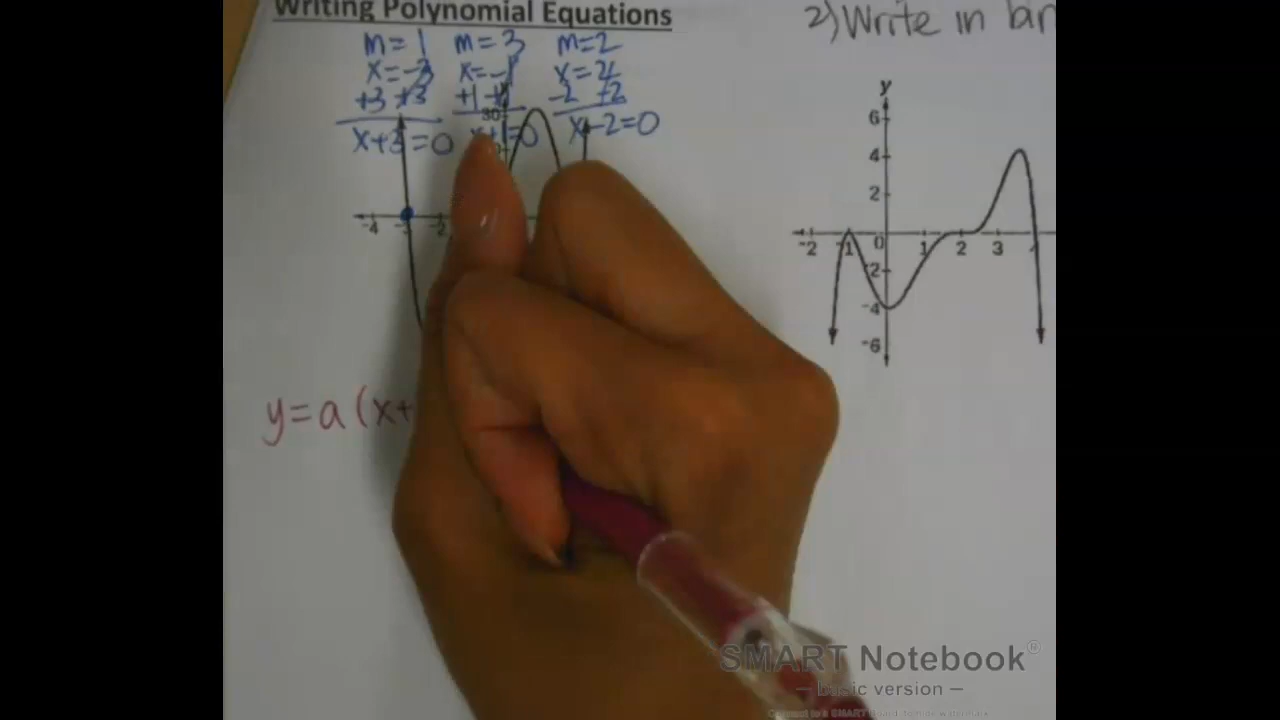 Writing Polynomial Equations
2) Write in
m=1 m=3 m=2
x=-3 x=-1 x=2
+3 +3 +1 +1 -2 -2
x+3=0 x+1=0 x-2=0
30
-4 -3 -2
y
6
4
2
-2 -1 0 1 2 3
-2
-4
-6
y=a(x+
SMART Notebook®
— basic version —